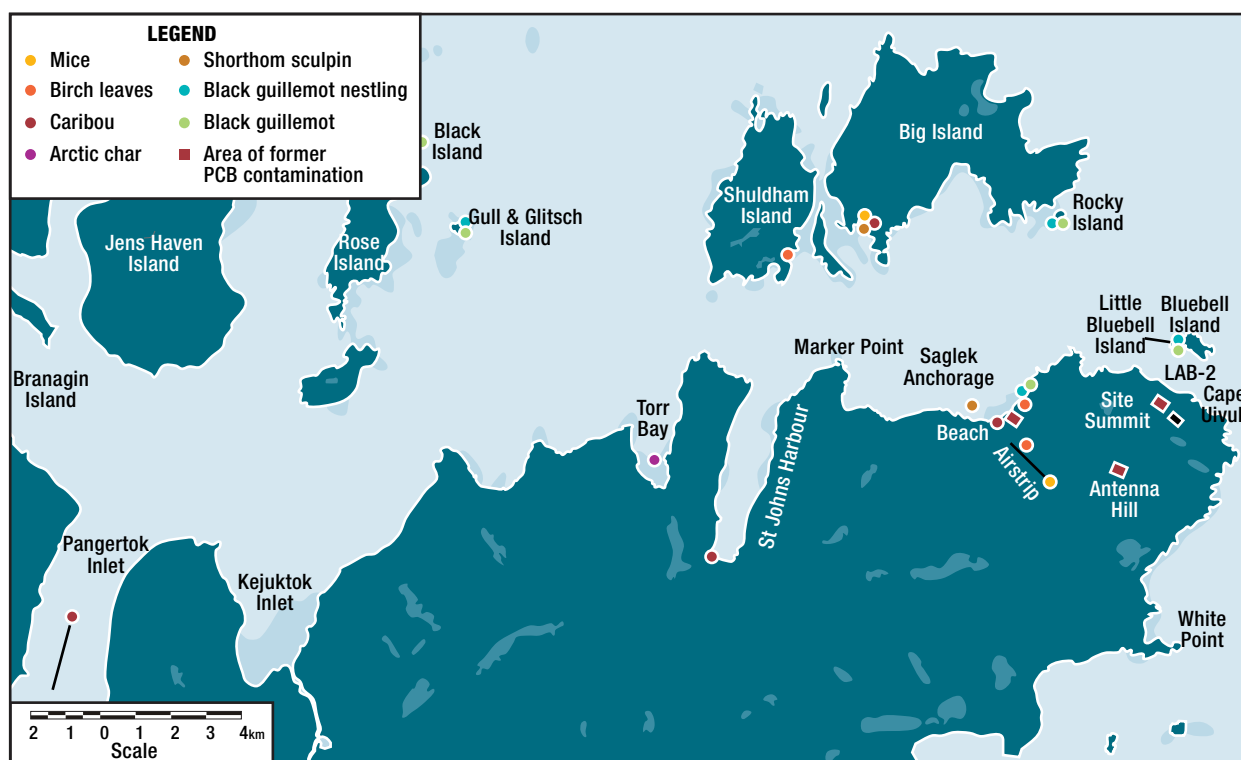 LEGEND
Mice
Birch leaves
Caribou
Arctic char
Shorthom sculpin
Black guillemot nestling
Black guillemot
Area of former
PCB contamination
Black
Island
Big Island
Shuldham
Island
Rocky
Island
Gull & Glitsch
Island
Jens Haven
Island
Rose
Island
Little
Bluebell
Island
Bluebell
Island
Marker Point
Saglek
Anchorage
Branagin
Island
LAB-2
Cape
Uivuk
Site
Summit
Torr
Bay
Beach
St Johns Harbour
Airstrip
Antenna
Hill
Pangertok
Inlet
Kejuktok
Inlet
White
Point
2 1 0 1 2 3 4km
Scale